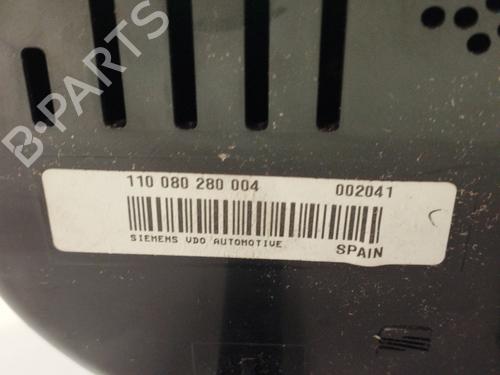 B-PARTS
110 080 280 004 002041
SIEMENS VDO AUTOMOTIVE
SPAIN